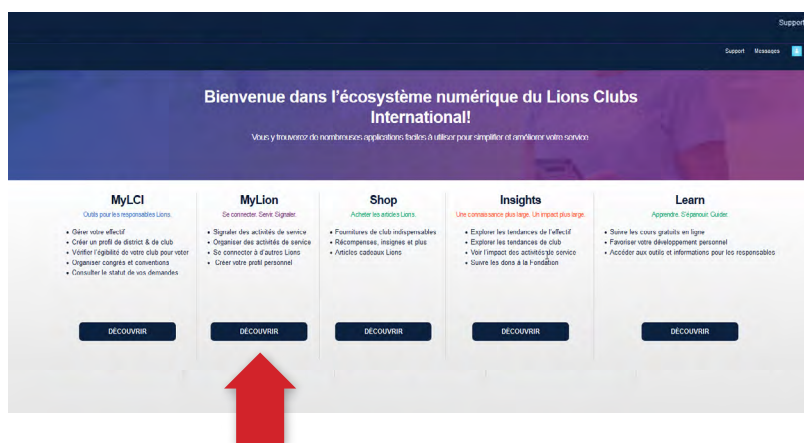 Support
Support Messages
Bienvenue dans l'écosystème numérique du Lions Clubs
International!
Vous y trouverez de nombreuses applications faciles à utiliser pour simplifier et améliorer votre service
MyLCI
Outils pour les responsables Lions.
• Gérer votre effectif
• Créer un profil de district & de club
• Vérifier l'égibilité de votre club pour voter
• Organiser congrès et conventions
• Consulter le statut de vos demandes
DÉCOUVRIR
MyLion
Se connecter. Servir. Signaler.
• Signaler des activités de service
• Organiser des activités de service
• Se connecter à d'autres Lions
• Créer votre profil personnel
DÉCOUVRIR
Shop
Acheter les articles Lions.
• Fournitures de club indispensables
• Récompenses, insignes et plus
• Articles cadeaux Lions
DÉCOUVRIR
Insights
Une connaissance plus large. Un impact plus large.
• Explorer les tendances de l'effectif
• Explorer les tendances de club
• Voir l'impact des activités de service
• Suivre les dons à la Fondation
DÉCOUVRIR
Learn
Apprendre. S'épanouir. Guider.
• Suivre les cours gratuits en ligne
• Favoriser votre développement personnel
• Accéder aux outils et informations pour les responsables
DÉCOUVRIR